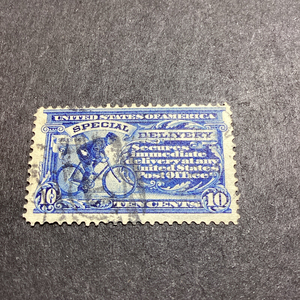 UNITED STATES OF AMERICA
SPECIAL DELIVERY
Secures
immediate
delivery at any
United States
Post Office
10 TEN CENTS 10